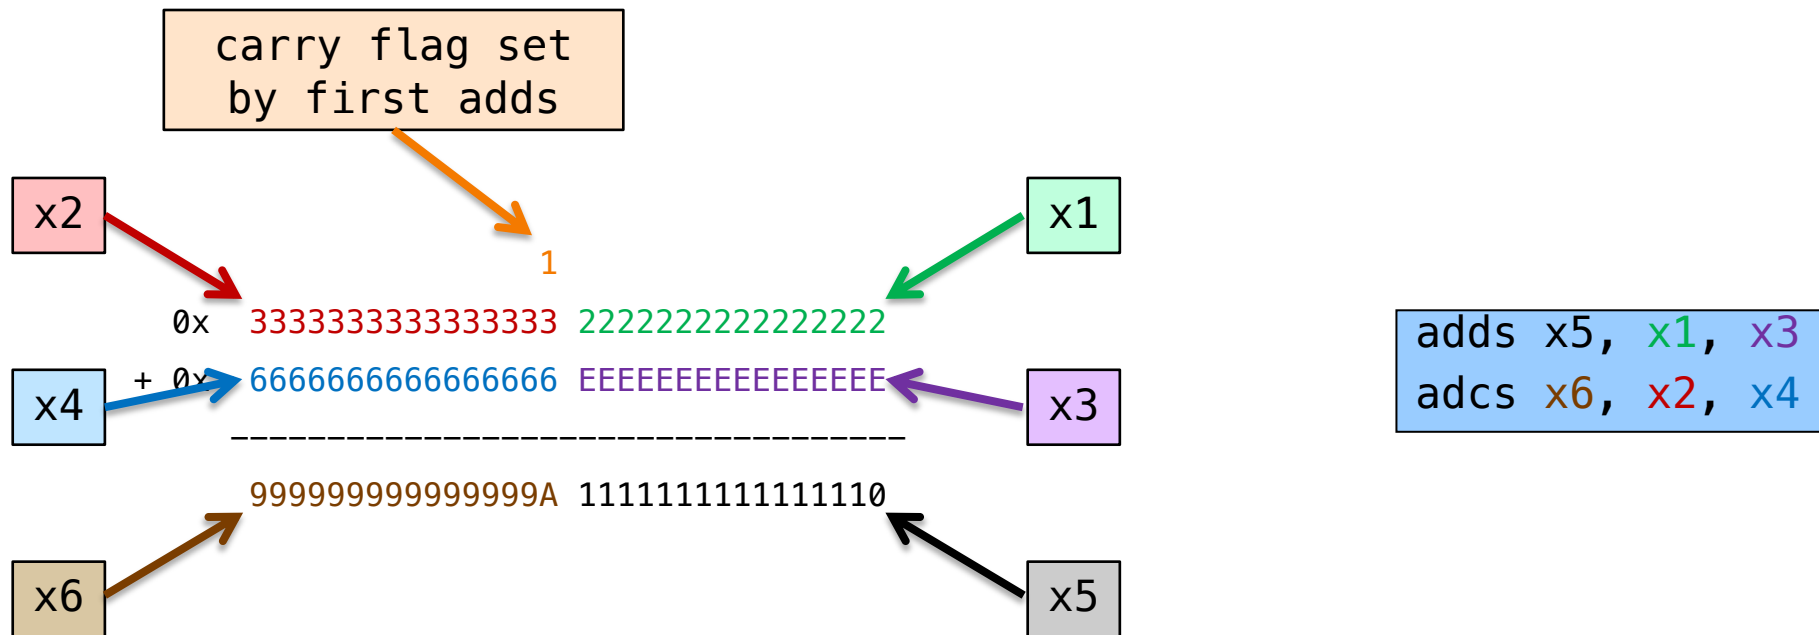 carry flag set
by first adds
x2
x1
1
0x 3333333333333333 2222222222222222
adds x5, x1, x3
+ 0x 6666666666666666 EEEEEEEEEEEEEEEE
adcs x6, x2, x4
x4
x3
-----------------------------------
999999999999999A 1111111111111110
x6
x5